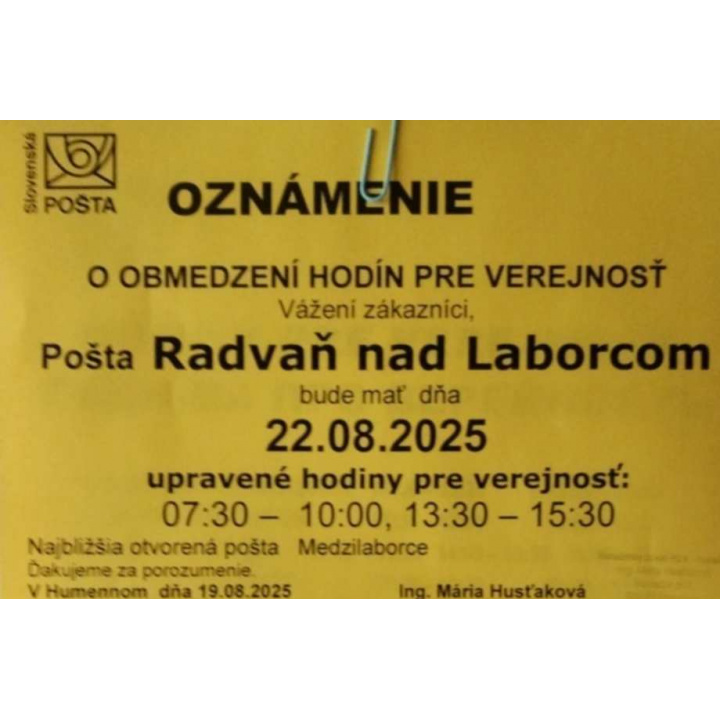 Slovenská
POŠTA
OZNÁMENIE
O OBMEDZENÍ HODÍN PRE VEREJNOSŤ
Vážení zákazníci,
Pošta Radvaň nad Laborcom
bude mať dňa
22.08.2025
upravené hodiny pre verejnosť:
07:30 – 10:00, 13:30 – 15:30
Najbližšia otvorená pošta Medzilaborce
Ďakujeme za porozumenie.
V Humennom dňa 19.08.2025 Ing. Mária Husťaková